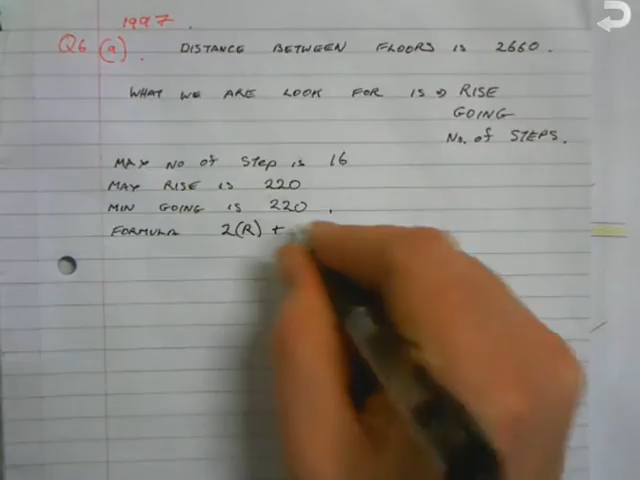 1997.
Q6 (a). DISTANCE BETWEEN FLOORS IS 2660.
WHAT WE ARE LOOK FOR IS → RISE
GOING
No. of STEPS.
MAX NO of STEP IS 16
MAX RISE IS 220
MIN GOING IS 220.
FORMULA 2(R) +